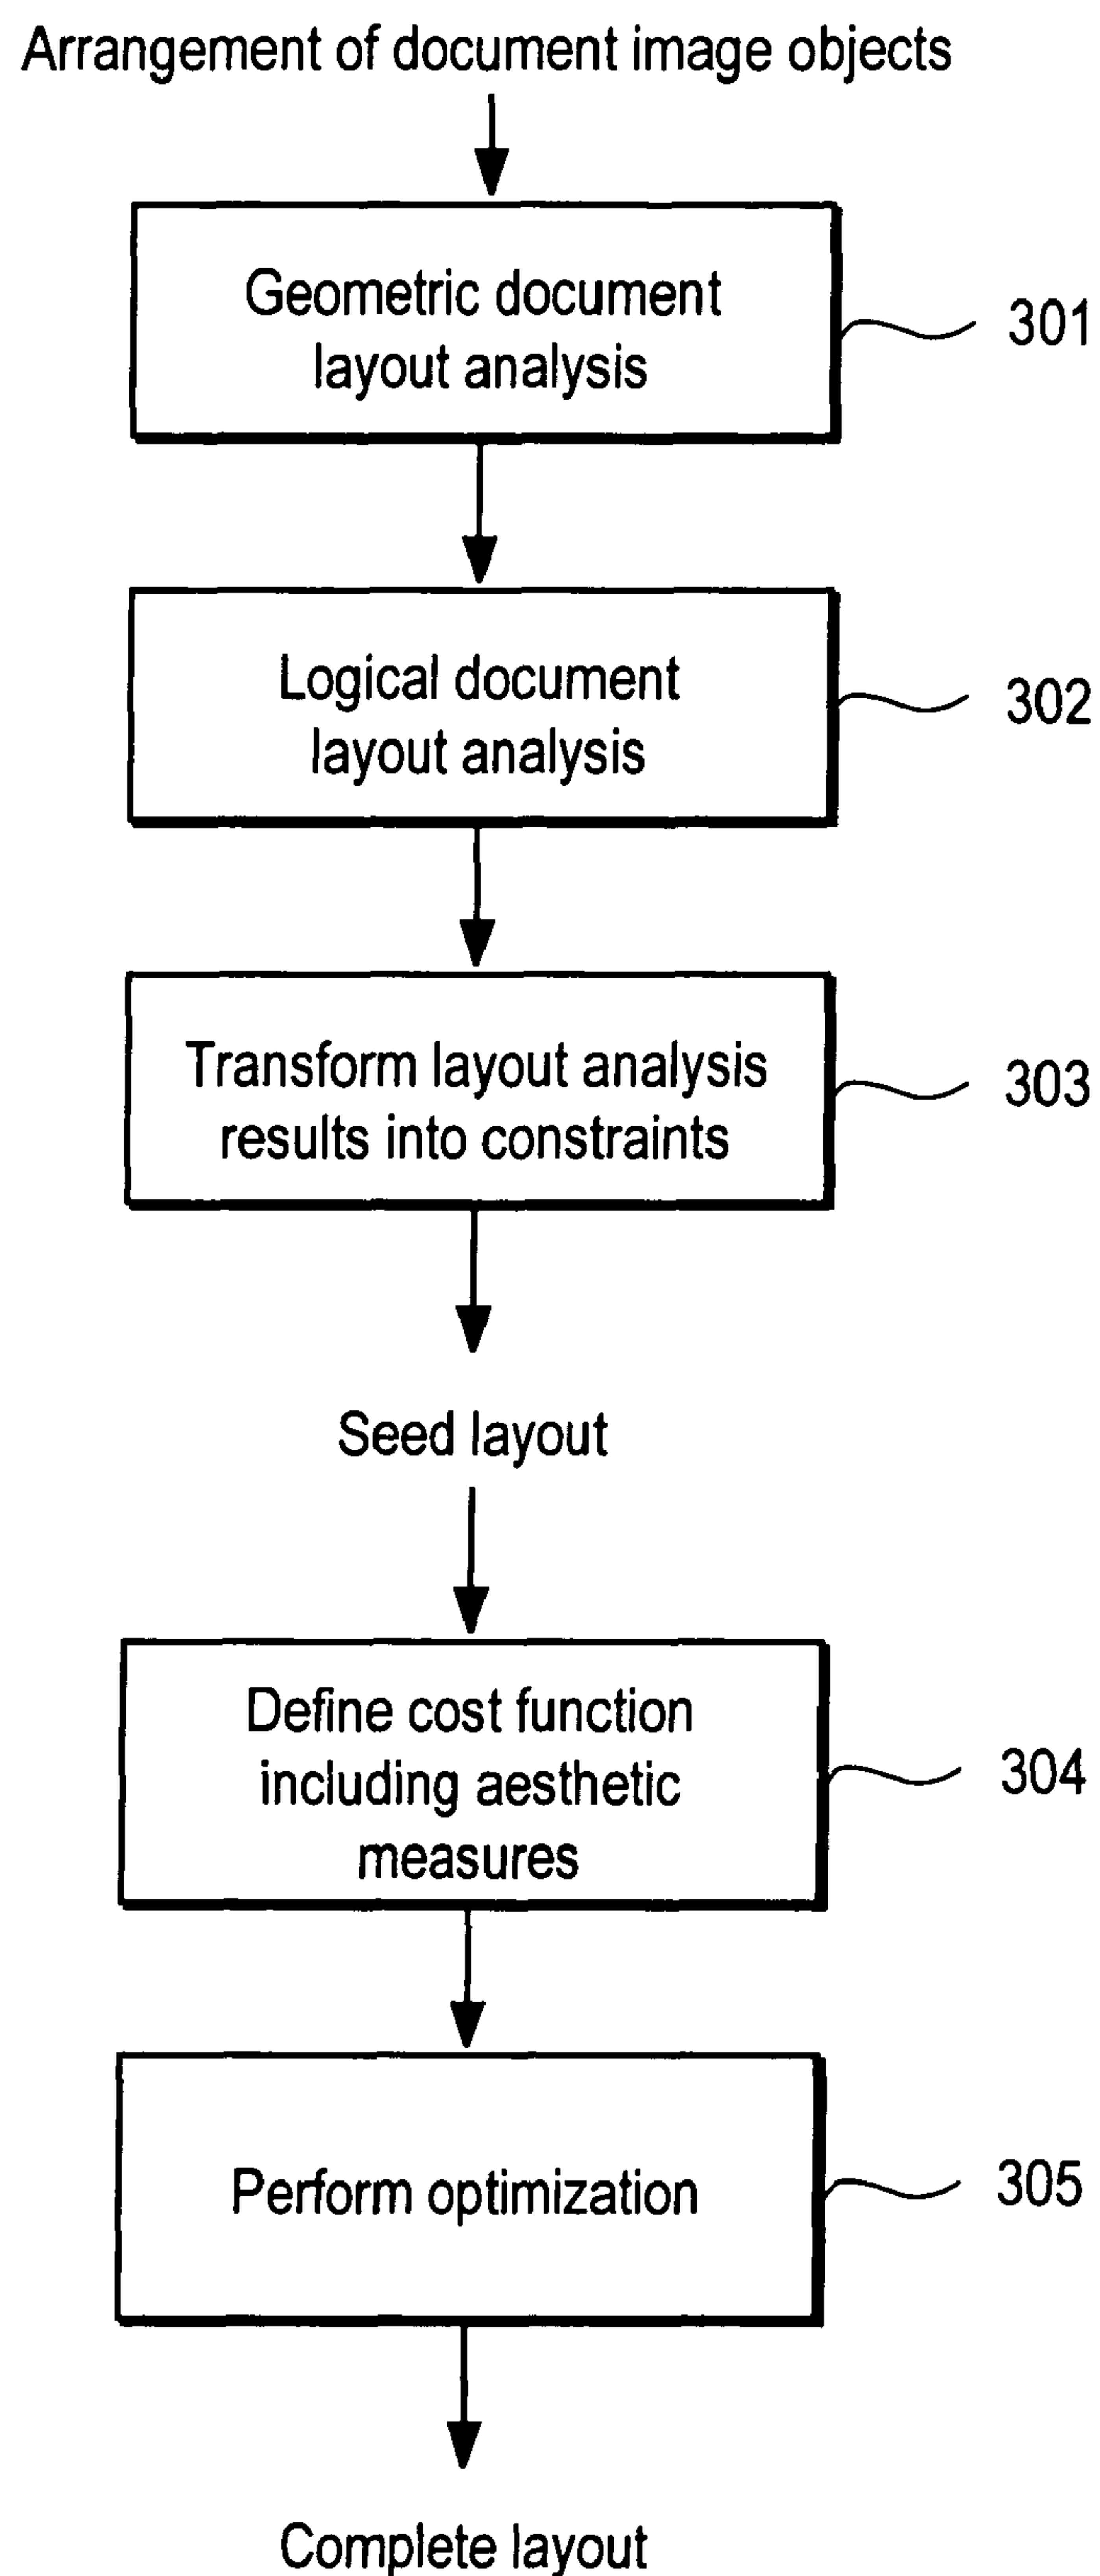 Arrangement of document image objects
Geometric document
layout analysis
301
Logical document
layout analysis
302
Transform layout analysis
results into constraints
303
Seed layout
Define cost function
including aesthetic
measures
304
Perform optimization
305
Complete layout